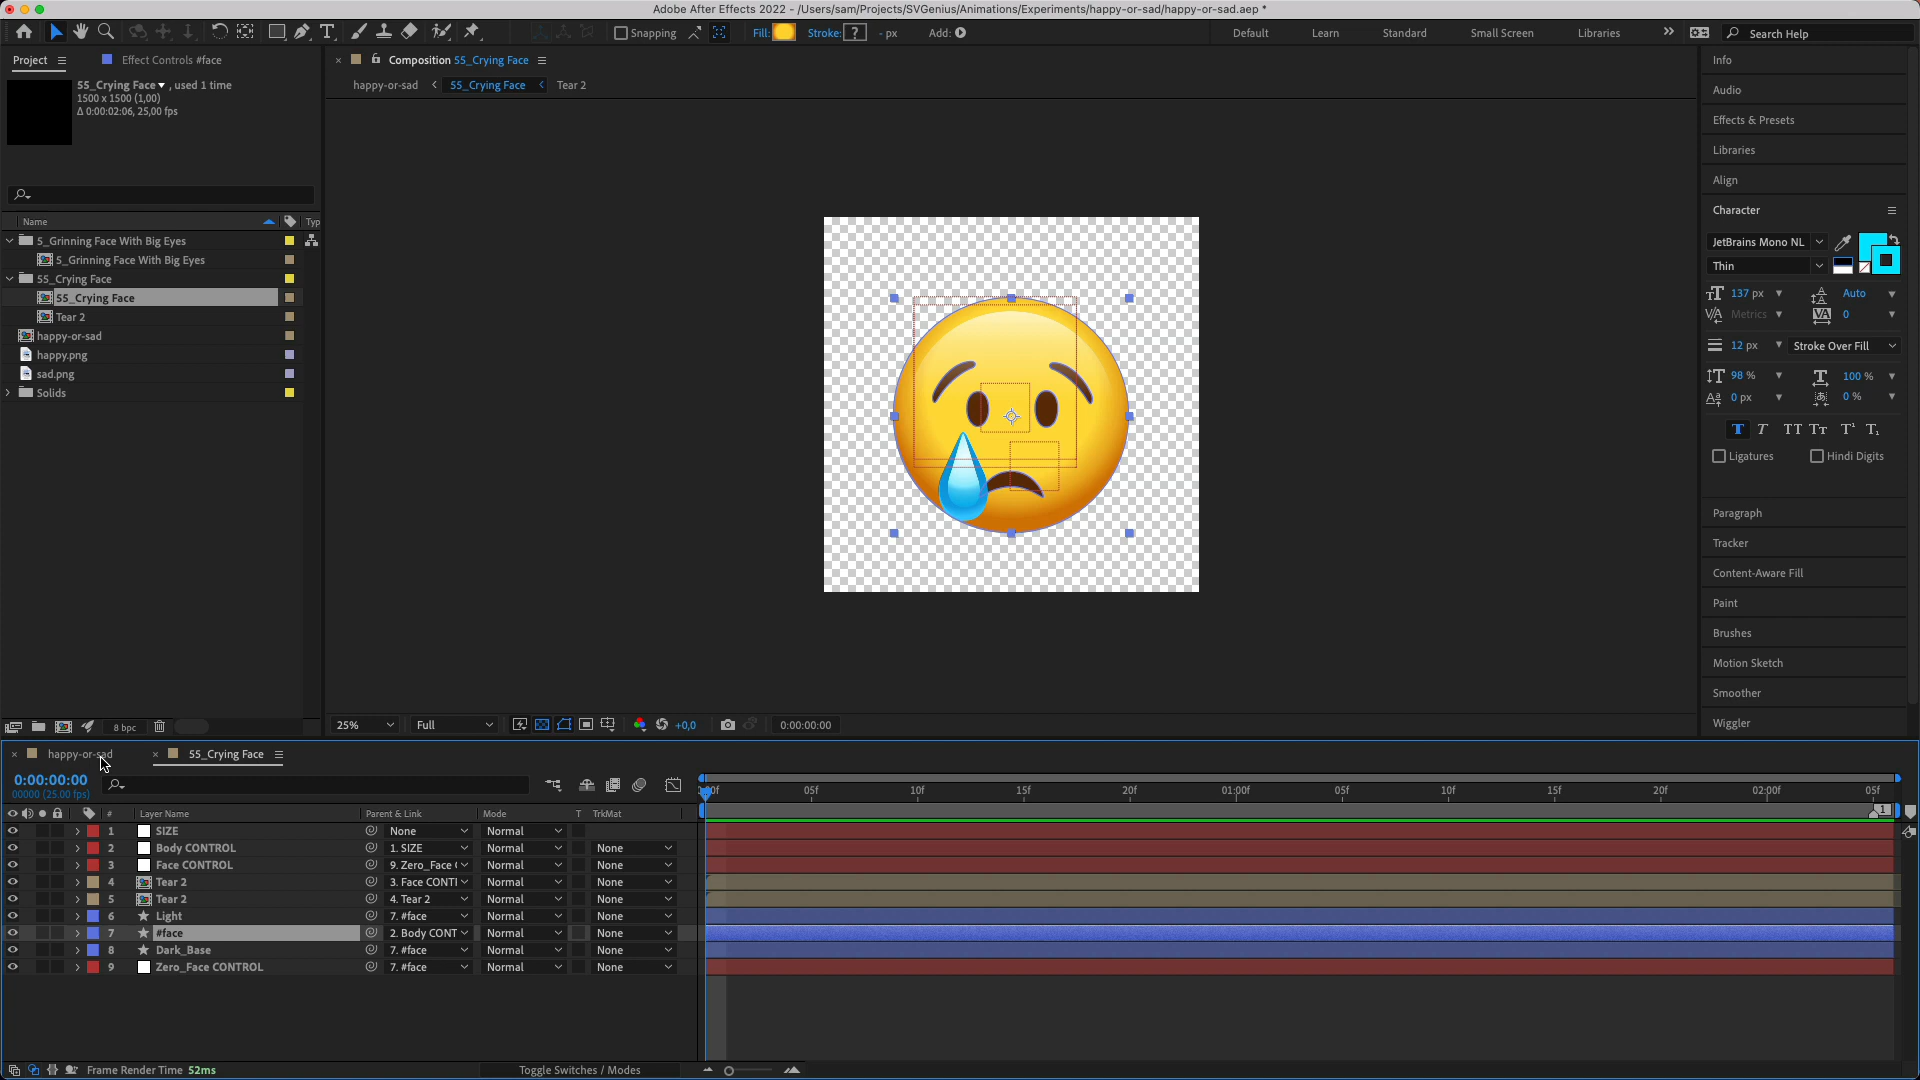 Adobe After Effects 2022 - /Users/sam/Projects/SVGenius/Animations/Experiments/happy-or-sad/happy-or-sad.aep *
Snapping
Fill:
Stroke: ?
- px
Add:
Default
Learn
Standard
Small Screen
Libraries
Search Help
Project
Effect Controls #face
55_Crying Face , used 1 time
1500 x 1500 (1,00)
Δ 0:00:02:06, 25,00 fps
Name
Typ
5_Grinning Face With Big Eyes
5_Grinning Face With Big Eyes
55_Crying Face
55_Crying Face
Tear 2
happy-or-sad
happy.png
sad.png
Solids
8 bpc
Composition 55_Crying Face
happy-or-sad
55_Crying Face
Tear 2
25%
Full
+0,0
0:00:00:00
Info
Audio
Effects & Presets
Libraries
Align
Character
JetBrains Mono NL
Thin
137 px
Auto
Metrics
0
12 px
Stroke Over Fill
98 %
100 %
0 px
0 %
Ligatures
Hindi Digits
Paragraph
Tracker
Content-Aware Fill
Paint
Brushes
Motion Sketch
Smoother
Wiggler
happy-or-sad
55_Crying Face
0:00:00:00
00000 (25.00 fps)
05f
10f
15f
20f
01:00f
05f
10f
15f
20f
02:00f
05f
1
# Layer Name Parent & Link Mode T TrkMat
1 SIZE None Normal
2 Body CONTROL 1. SIZE Normal None
3 Face CONTROL 9. Zero_Face Normal None
4 Tear 2 3. Face CONTI Normal None
5 Tear 2 4. Tear 2 Normal None
6 Light 7. #face Normal None
7 #face 2. Body CONT Normal None
8 Dark_Base 7. #face Normal None
9 Zero_Face CONTROL 7. #face Normal None
Frame Render Time 52ms
Toggle Switches / Modes